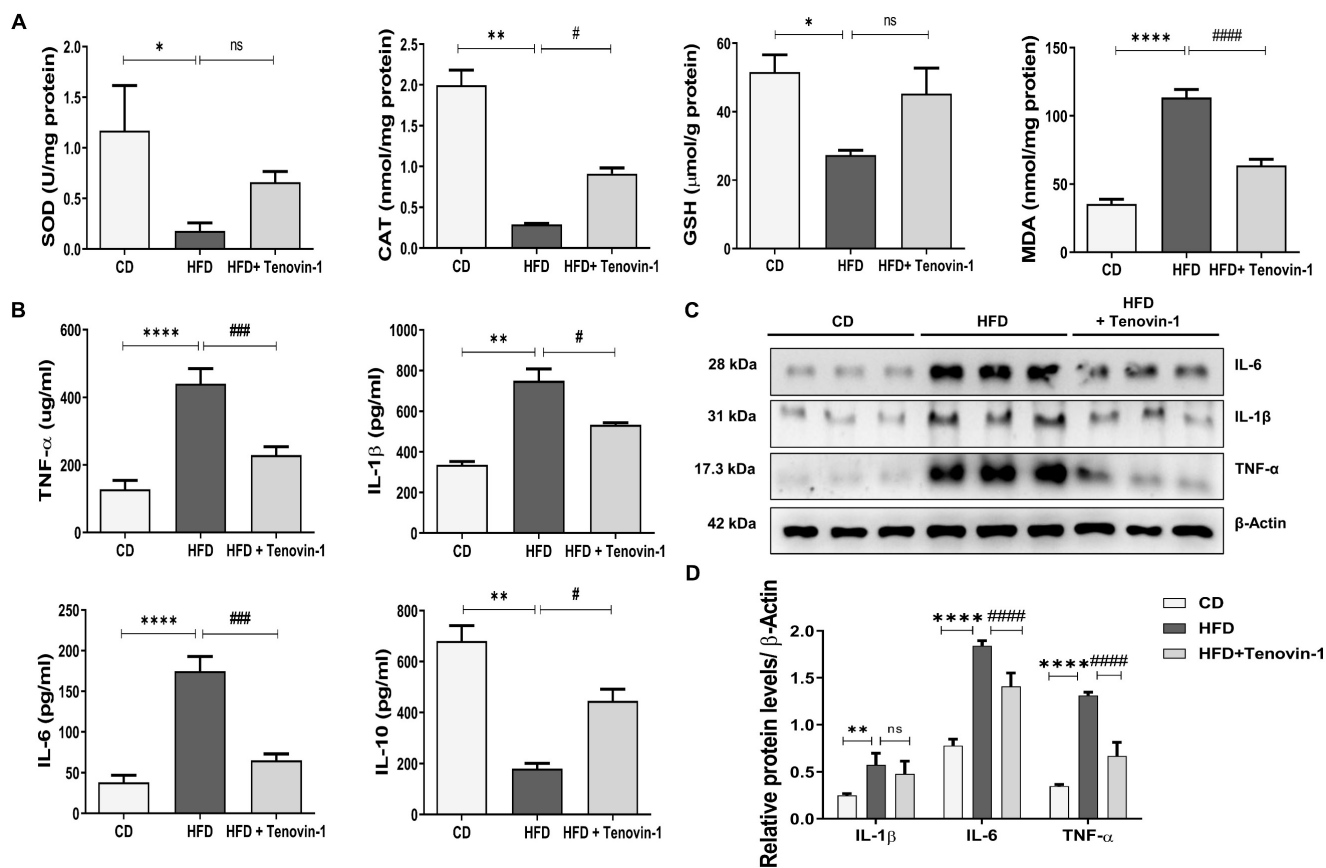 A
SOD (U/mg protein)
2.0
1.5
1.0
0.5
0.0
* ns
CD HFD HFD+ Tenovin-1
CAT (nmol/mg protein)
2.5
2.0
1.5
1.0
0.5
0.0
** #
CD HFD HFD+ Tenovin-1
GSH (μmol/g protein)
60
40
20
0
* ns
CD HFD HFD+ Tenovin-1
MDA (nmol/mg protien)
150
100
50
0
**** ####
CD HFD HFD+ Tenovin-1
B
TNF-α (ug/ml)
600
400
200
0
**** ###
CD HFD HFD + Tenovin-1
IL-1β (pg/ml)
1000
800
600
400
200
0
** #
CD HFD HFD + Tenovin-1
IL-6 (pg/ml)
250
200
150
100
50
0
**** ###
CD HFD HFD + Tenovin-1
IL-10 (pg/ml)
800
600
400
200
0
** #
CD HFD HFD + Tenovin-1
C
CD HFD HFD
+ Tenovin-1
28 kDa IL-6
31 kDa IL-1β
17.3 kDa TNF-α
42 kDa β-Actin
D
Relative protein levels/ β-Actin
2.0
1.5
1.0
0.5
0.0
** ns
**** ####
**** ####
IL-1β IL-6 TNF-α
CD
HFD
HFD+Tenovin-1